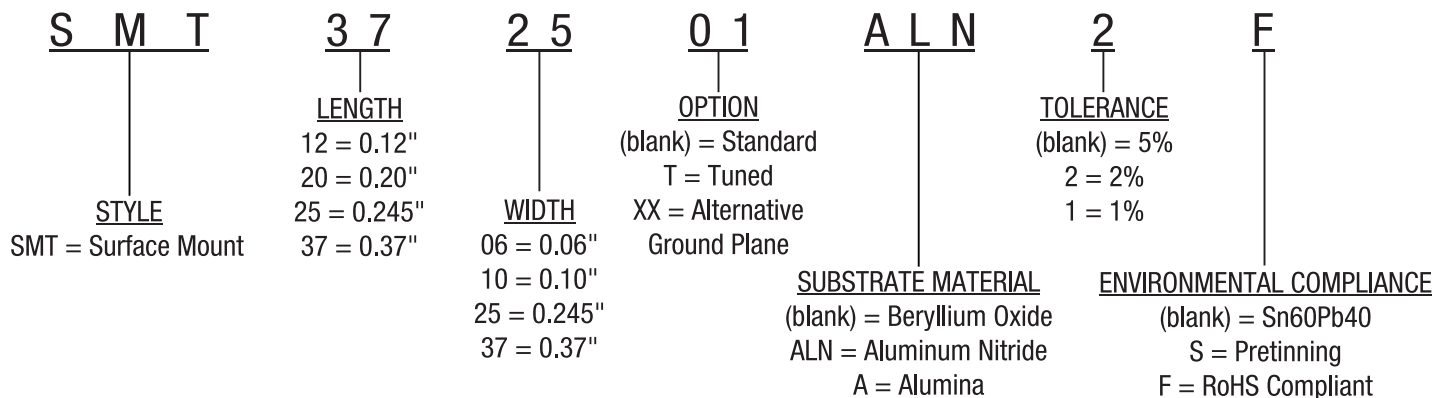 S M T 37 25 01 ALN 2 F
LENGTH
12 = 0.12"
20 = 0.20"
25 = 0.245"
37 = 0.37"
OPTION
(blank) = Standard
T = Tuned
XX = Alternative
Ground Plane
TOLERANCE
(blank) = 5%
2 = 2%
1 = 1%
STYLE
SMT = Surface Mount
WIDTH
06 = 0.06"
10 = 0.10"
25 = 0.245"
37 = 0.37"
SUBSTRATE MATERIAL
(blank) = Beryllium Oxide
ALN = Aluminum Nitride
A = Alumina
ENVIRONMENTAL COMPLIANCE
(blank) = Sn60Pb40
S = Pretinning
F = RoHS Compliant